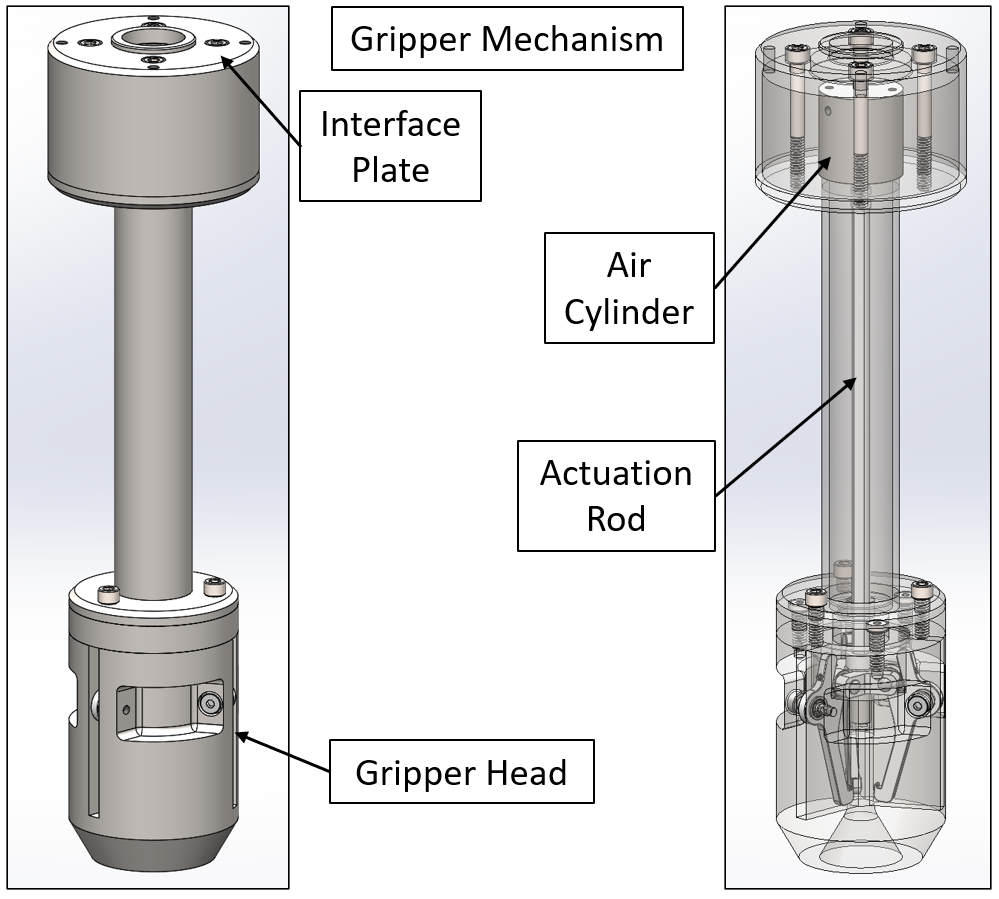 Gripper Mechanism
Interface
Plate
Air
Cylinder
Actuation
Rod
Gripper Head